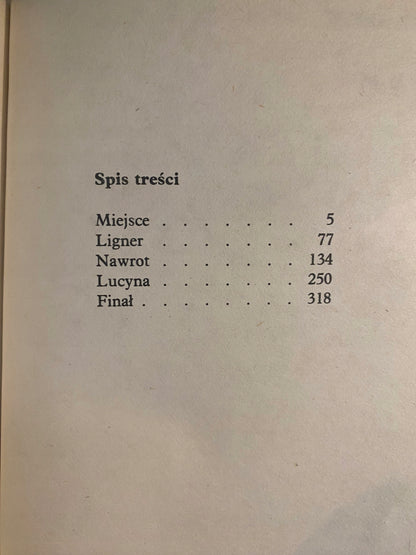 Spis treści
Miejsce . . . . . . . 5
Ligner . . . . . . . 77
Nawrot . . . . . . . 134
Lucyna . . . . . . . 250
Finał . . . . . . . . 318